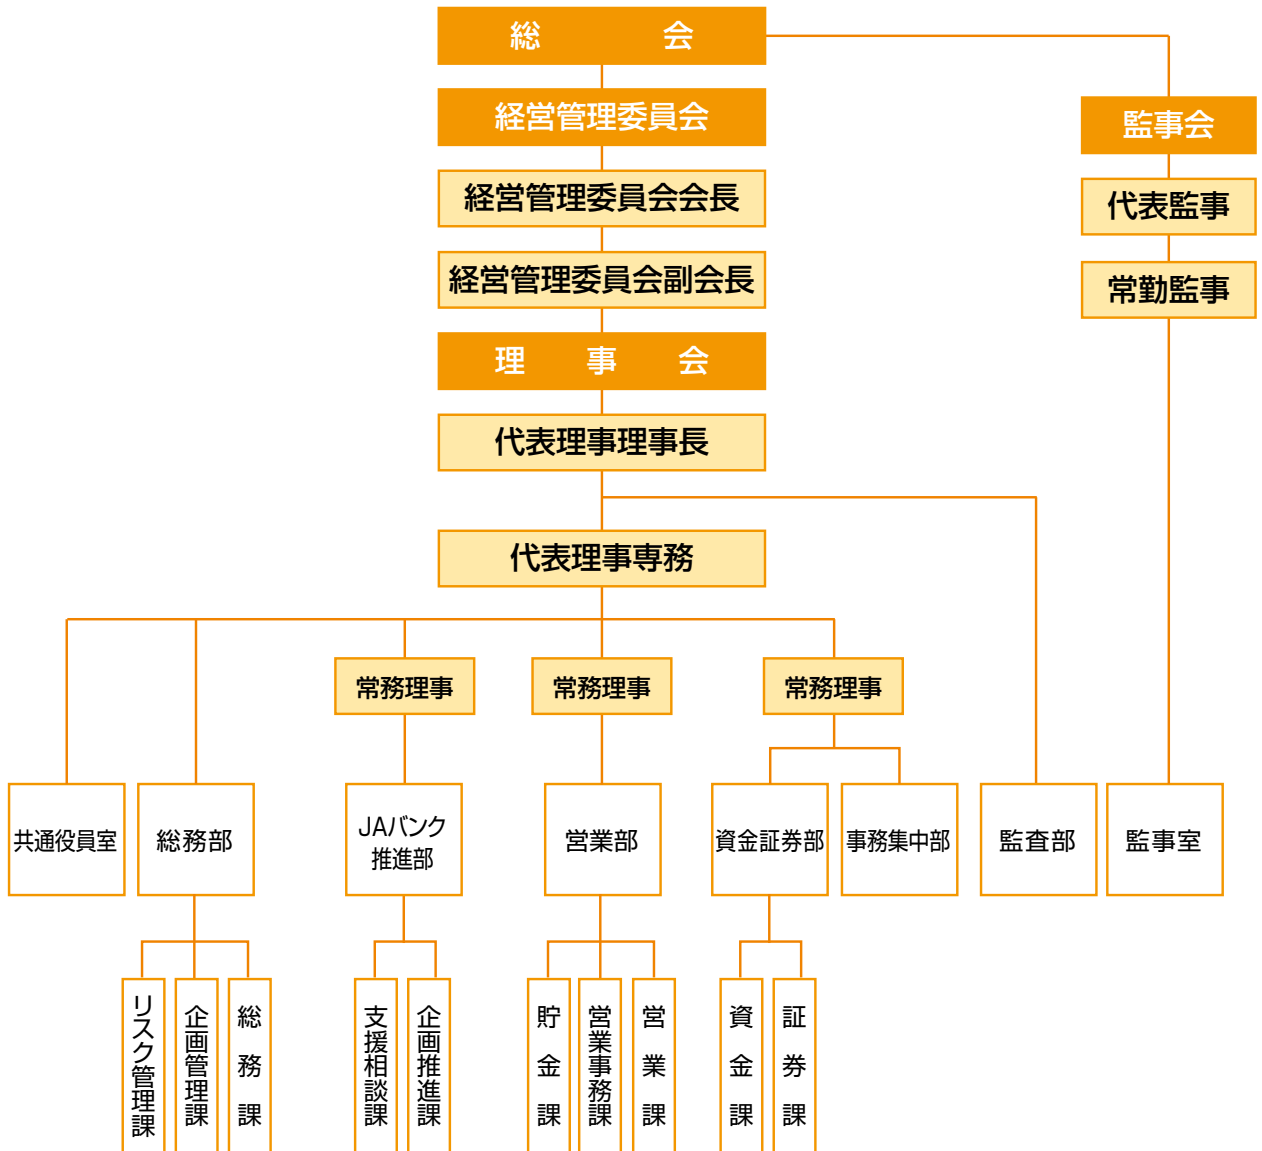 総　会
経営管理委員会
監事会
経営管理委員会会長
代表監事
経営管理委員会副会長
常勤監事
理　事　会
代表理事理事長
代表理事専務
常務理事
常務理事
常務理事
共通役員室
総務部
JAバンク
推進部
営業部
資金証券部
事務集中部
監査部
監事室
リスク管理課
企画管理課
総務課
支援相談課
企画推進課
貯金課
営業事務課
営業課
資金課
証券課